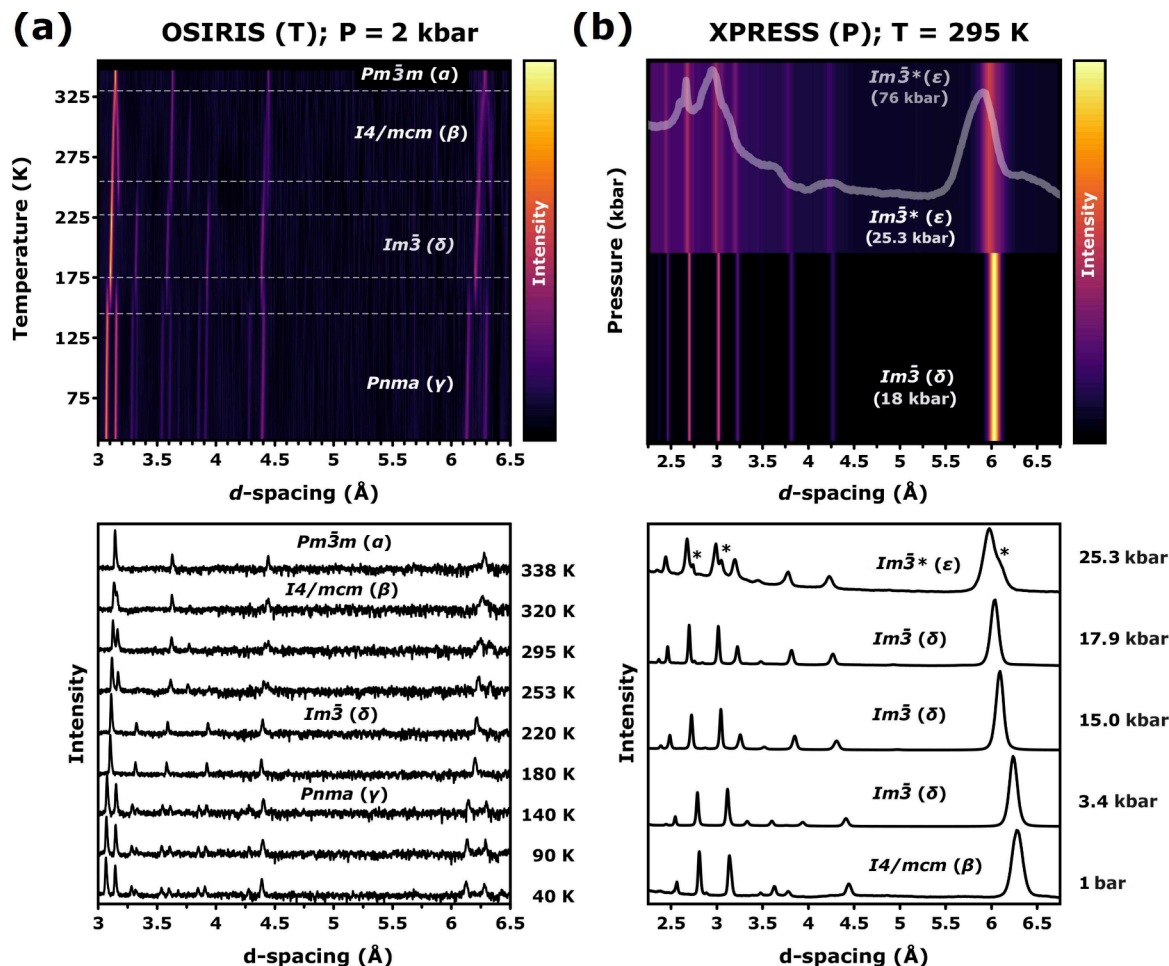 (a) OSIRIS (T); P = 2 kbar
Temperature (K)
325
275
225
175
125
75
Pm3̄m (α)
I4/mcm (β)
Im3̄ (δ)
Pnma (γ)
3 3.5 4 4.5 5 5.5 6 6.5
d-spacing (Å)
Intensity
(b) XPRESS (P); T = 295 K
Pressure (kbar)
Im3̄* (ε)
(76 kbar)
Im3̄* (ε)
(25.3 kbar)
Im3̄ (δ)
(18 kbar)
2.5 3 3.5 4 4.5 5 5.5 6
d-spacing (Å)
Intensity
Intensity
Pm3̄m (α)
338 K
I4/mcm (β)
320 K
295 K
253 K
Im3̄ (δ)
220 K
180 K
Pnma (γ)
140 K
90 K
40 K
3 3.5 4 4.5 5 5.5 6 6.5
d-spacing (Å)
Intensity
* * Im3̄* (ε) * 25.3 kbar
Im3̄ (δ) 17.9 kbar
Im3̄ (δ) 15.0 kbar
Im3̄ (δ) 3.4 kbar
I4/mcm (β) 1 bar
2.5 3 3.5 4 4.5 5 5.5 6
d-spacing (Å)